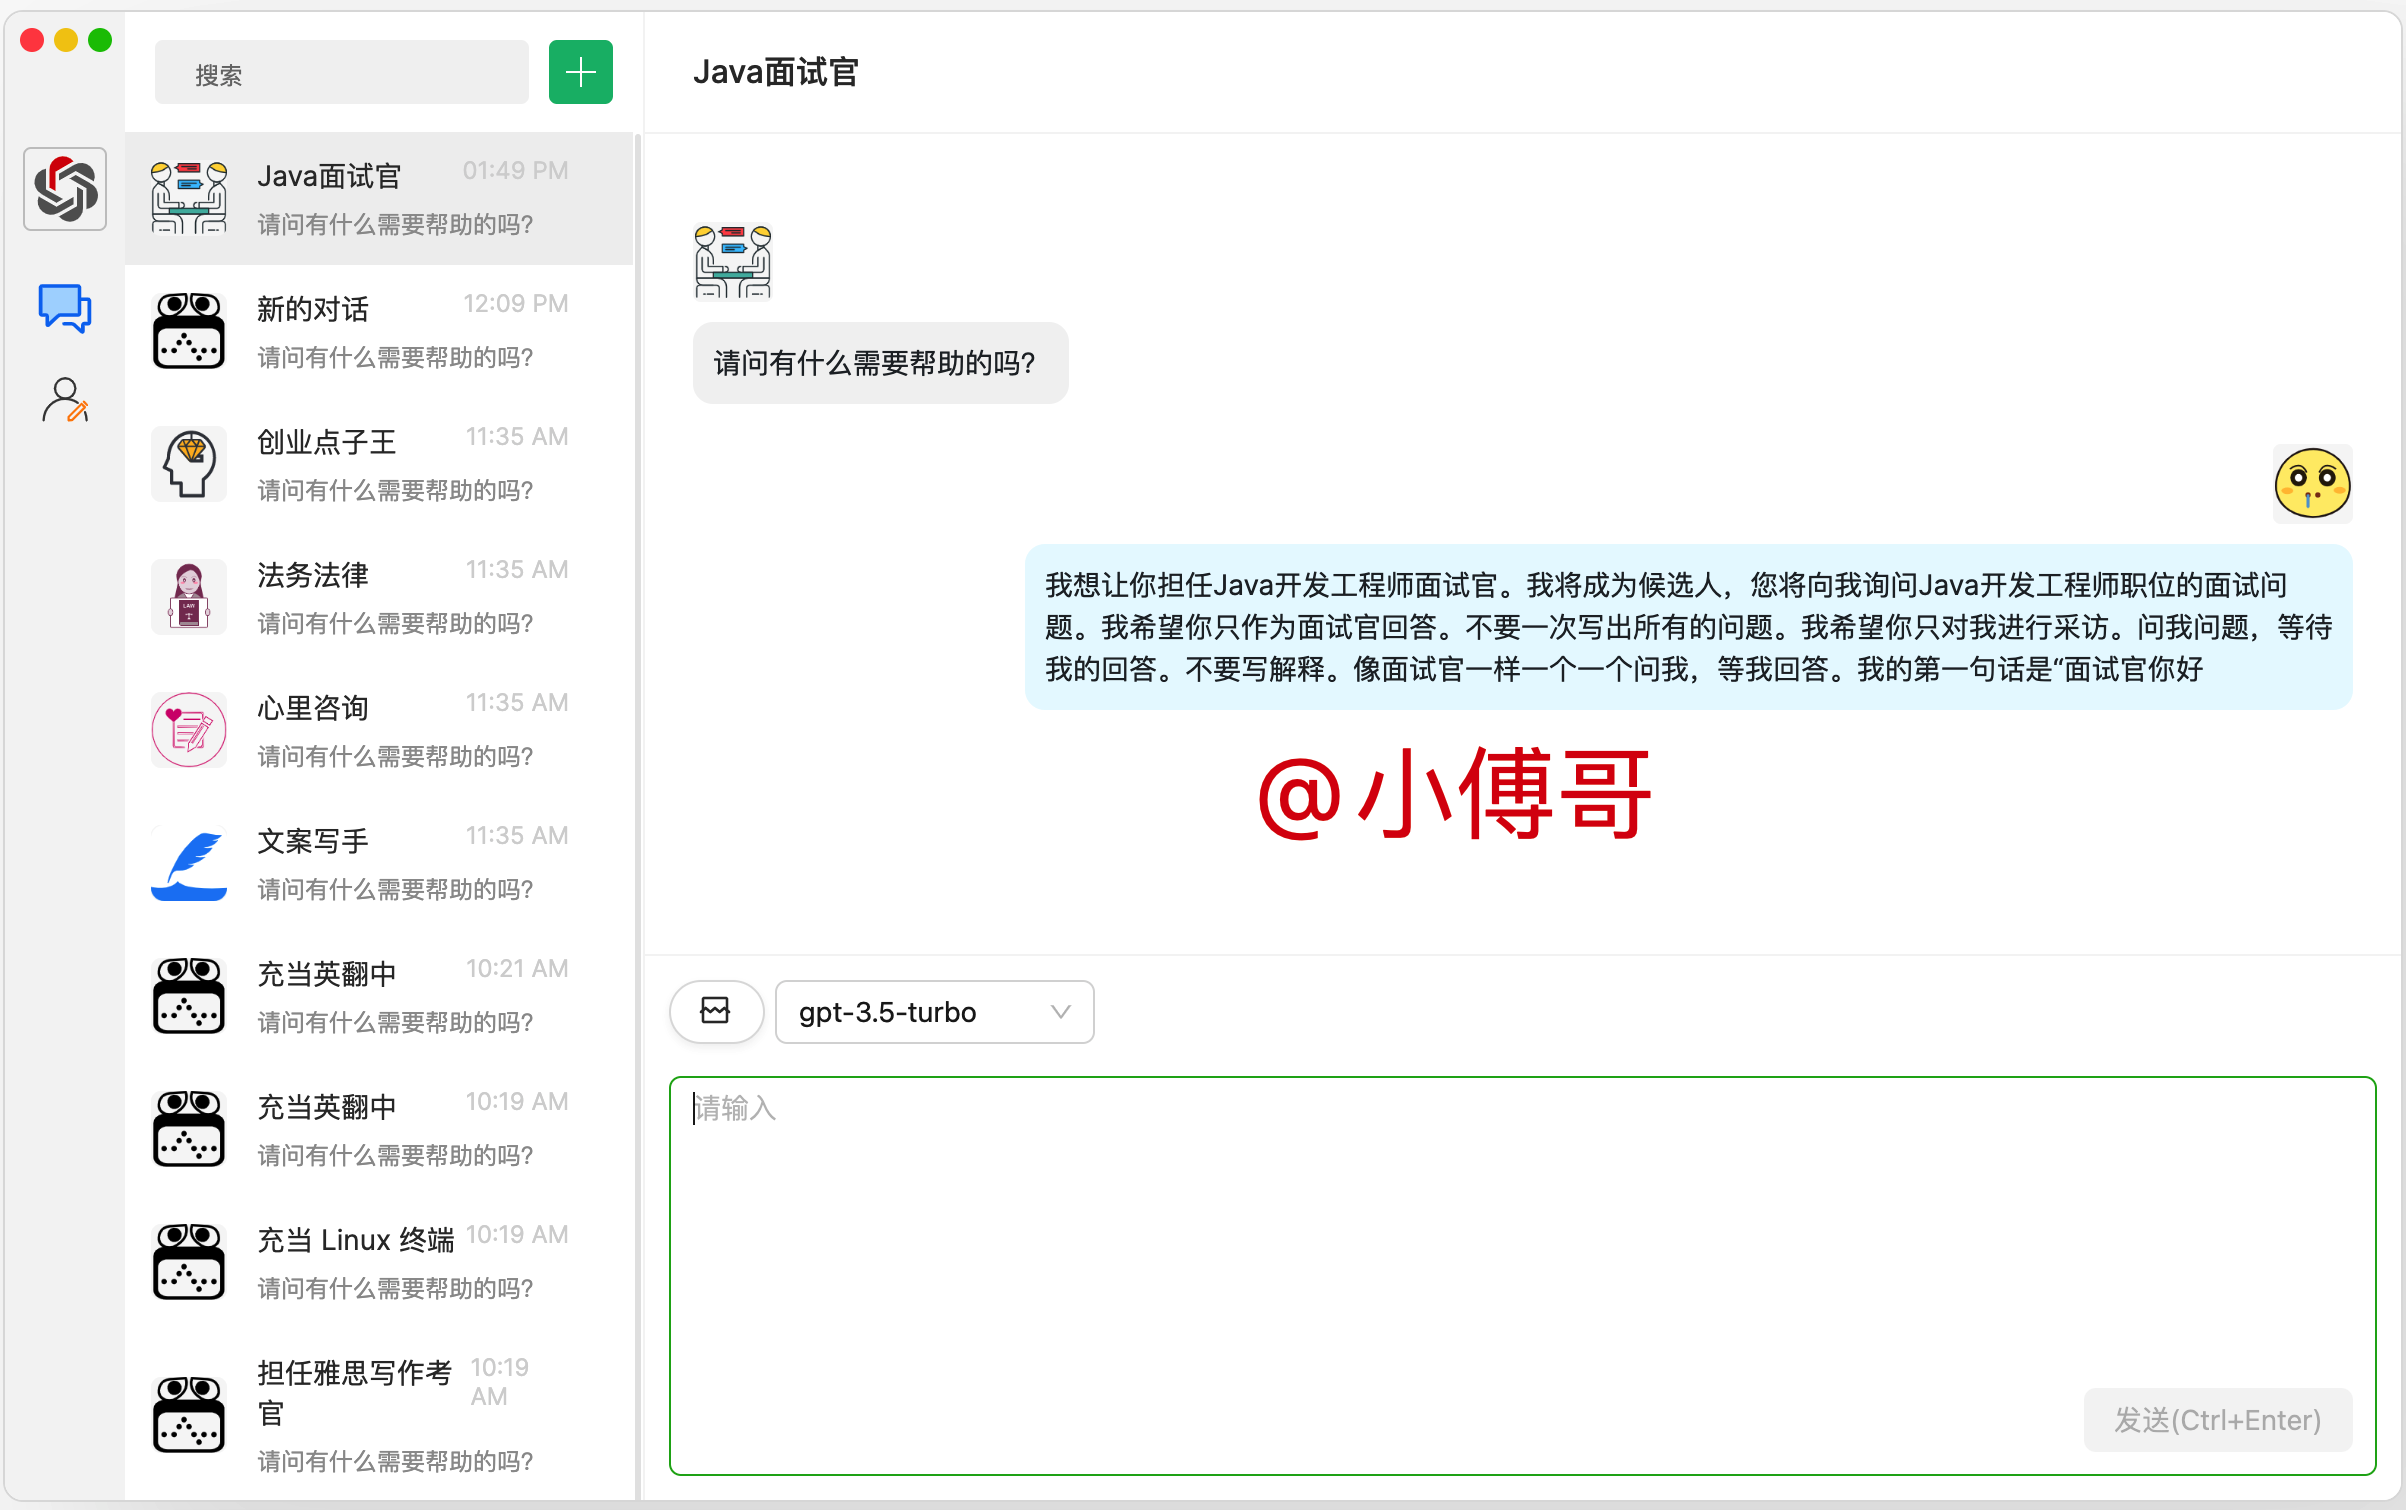 搜索
Java面试官 01:49 PM
请问有什么需要帮助的吗?
新的对话 12:09 PM
请问有什么需要帮助的吗?
创业点子王 11:35 AM
请问有什么需要帮助的吗?
法务法律 11:35 AM
请问有什么需要帮助的吗?
心里咨询 11:35 AM
请问有什么需要帮助的吗?
文案写手 11:35 AM
请问有什么需要帮助的吗?
充当英翻中 10:21 AM
请问有什么需要帮助的吗?
充当英翻中 10:19 AM
请问有什么需要帮助的吗?
充当 Linux 终端 10:19 AM
请问有什么需要帮助的吗?
担任雅思写作考 10:19
官 AM
请问有什么需要帮助的吗?
Java面试官
请问有什么需要帮助的吗?
我想让你担任Java开发工程师面试官。我将成为候选人，您将向我询问Java开发工程师职位的面试问
题。我希望你只作为面试官回答。不要一次写出所有的问题。我希望你只对我进行采访。问我问题，等待
我的回答。不要写解释。像面试官一样一个一个问我，等我回答。我的第一句话是“面试官你好
@小傅哥
gpt-3.5-turbo
请输入
发送(Ctrl+Enter)
LAW